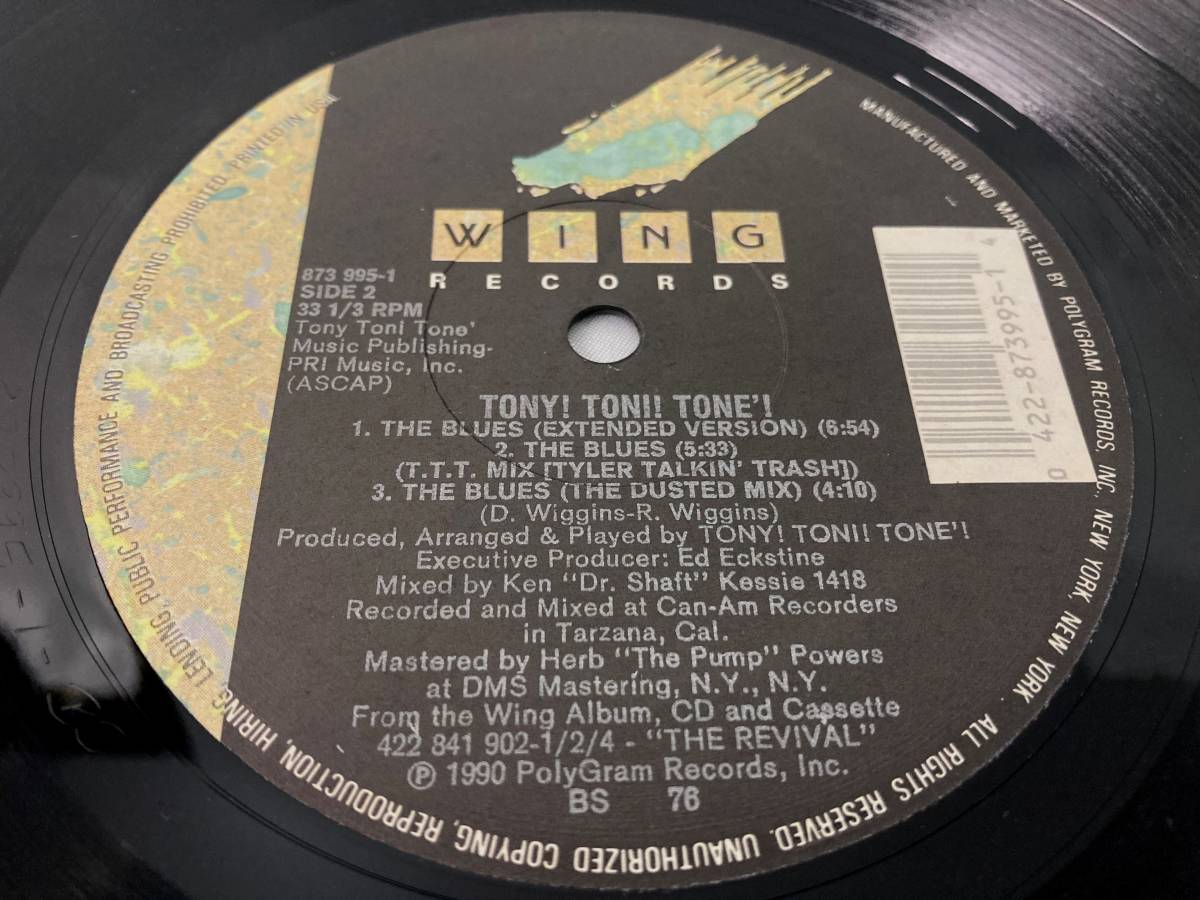 WING
RECORDS
873 995-1
SIDE 2
33 1/3 RPM
Tony Toni Tone'
Music Publishing-
PRI Music, Inc.
(ASCAP)
4
422-873995-1
0
TONY! TONI! TONE'!
1. THE BLUES (EXTENDED VERSION) (6:54)
2. THE BLUES (5:33)
(T.T.T. MIX [TYLER TALKIN' TRASH])
3. THE BLUES (THE DUSTED MIX) (4:10)
(D. Wiggins-R. Wiggins)
Produced, Arranged & Played by TONY! TONI! TONE'!
Executive Producer: Ed Eckstine
Mixed by Ken "Dr. Shaft" Kessie 1418
Recorded and Mixed at Can-Am Recorders
in Tarzana, Cal.
Mastered by Herb "The Pump" Powers
at DMS Mastering, N.Y., N.Y.
From the Wing Album, CD and Cassette
422 841 902-1/2/4 - "THE REVIVAL"
Ⓟ 1990 PolyGram Records, Inc.
BS 76
MANUFACTURED AND MARKETED BY POLYGRAM RECORDS, INC., NEW YORK, NEW YORK. ALL RIGHTS RESERVED. UNAUTHORIZED COPYING, REPRODUCTION, HIRING, LENDING, PUBLIC PERFORMANCE AND BROADCASTING PROHIBITED. PRINTED IN USA